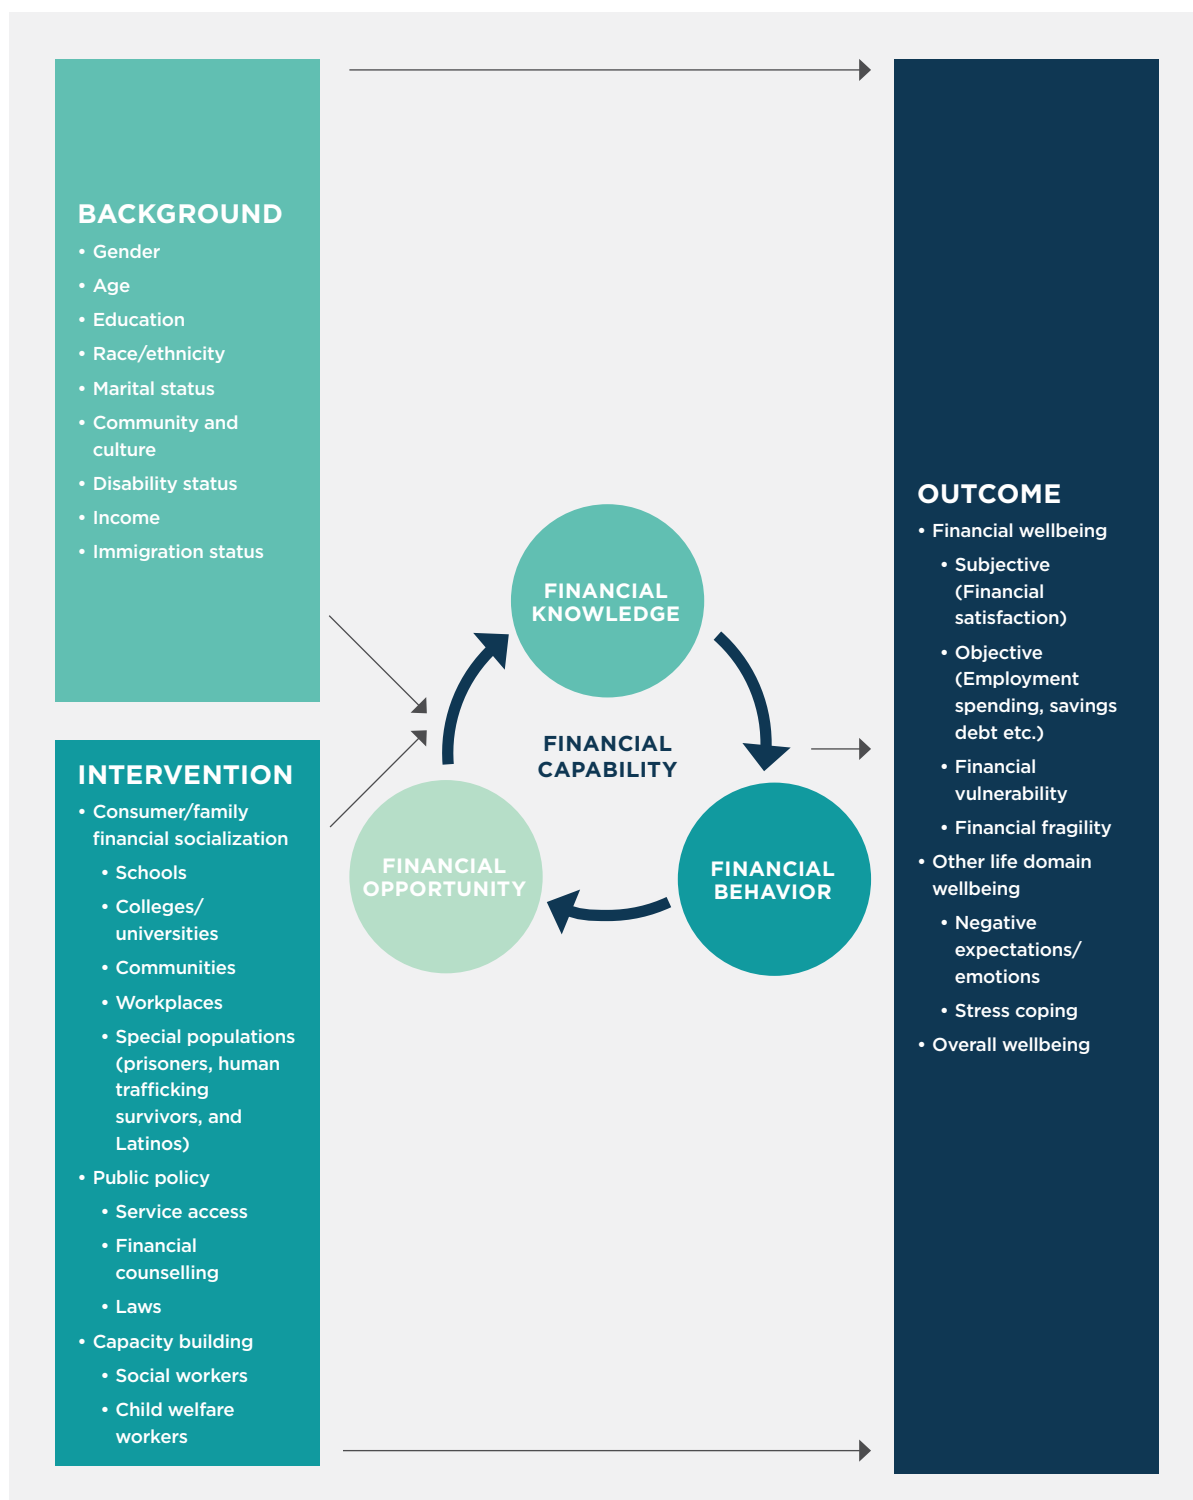 BACKGROUND
• Gender
• Age
• Education
• Race/ethnicity
• Marital status
• Community and
culture
• Disability status
• Income
• Immigration status
INTERVENTION
• Consumer/family
financial socialization
• Schools
• Colleges/
universities
• Communities
• Workplaces
• Special populations
(prisoners, human
trafficking
survivors, and
Latinos)
• Public policy
• Service access
• Financial
counselling
• Laws
• Capacity building
• Social workers
• Child welfare
workers
FINANCIAL
KNOWLEDGE
FINANCIAL
CAPABILITY
FINANCIAL
OPPORTUNITY
FINANCIAL
BEHAVIOR
OUTCOME
• Financial wellbeing
• Subjective
(Financial
satisfaction)
• Objective
(Employment
spending, savings
debt etc.)
• Financial
vulnerability
• Financial fragility
• Other life domain
wellbeing
• Negative
expectations/
emotions
• Stress coping
• Overall wellbeing